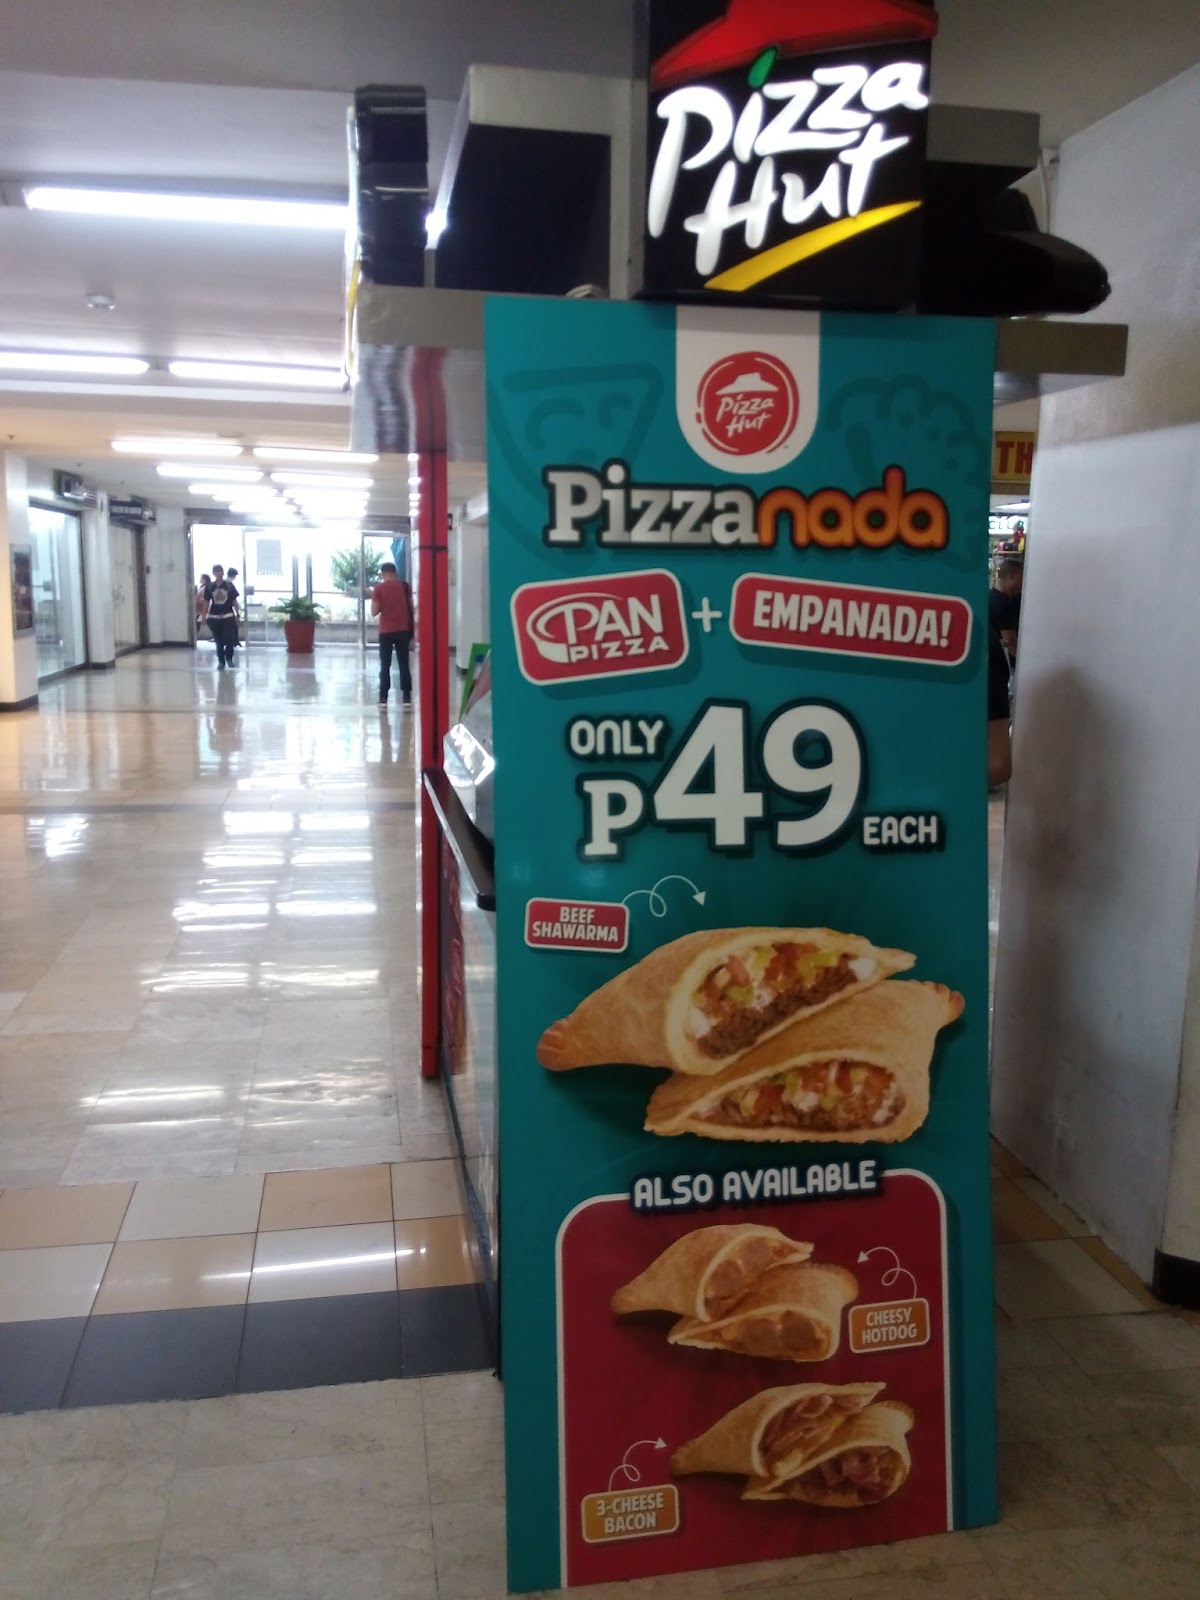 Pizza
Hut
Pizza
Hut
Pizzanada
PAN
PIZZA
+
EMPANADA!
ONLY
P49
EACH
BEEF
SHAWARMA
ALSO AVAILABLE
CHEESY
HOTDOG
3-CHEESE
BACON
TH